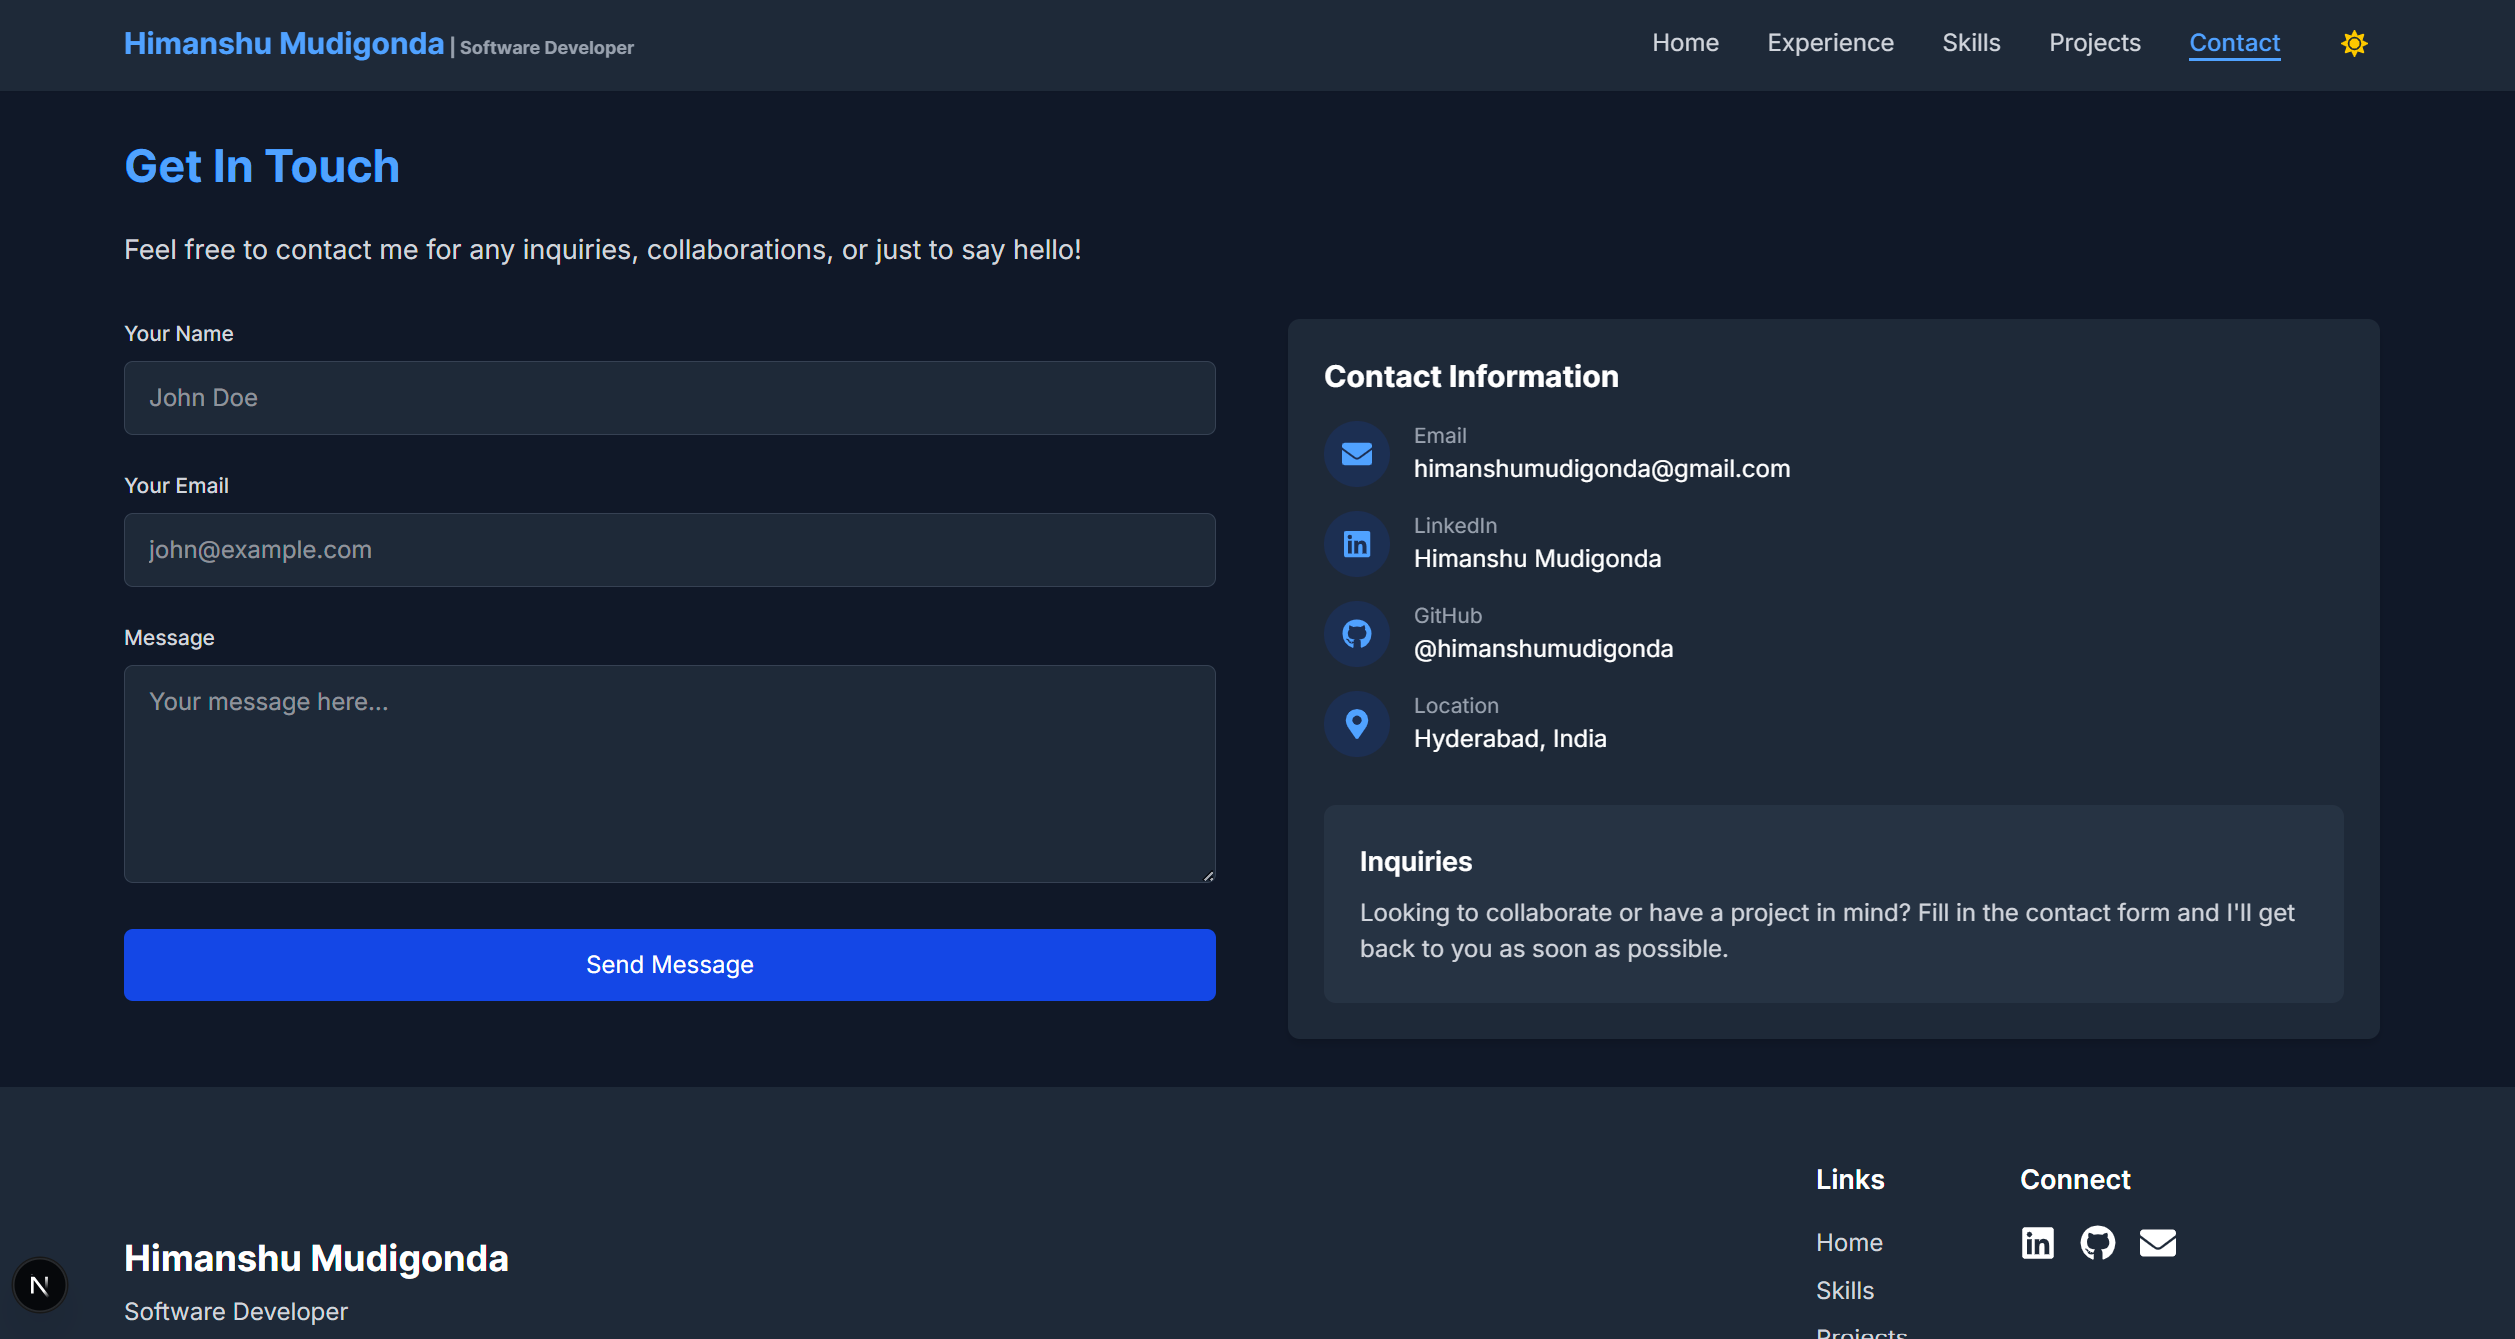 Himanshu Mudigonda | Software Developer
Home Experience Skills Projects Contact
Get In Touch
Feel free to contact me for any inquiries, collaborations, or just to say hello!
Your Name
John Doe
Your Email
john@example.com
Message
Your message here...
Send Message
Contact Information
Email
himanshumudigonda@gmail.com
LinkedIn
Himanshu Mudigonda
GitHub
@himanshumudigonda
Location
Hyderabad, India
Inquiries
Looking to collaborate or have a project in mind? Fill in the contact form and I'll get
back to you as soon as possible.
Himanshu Mudigonda
Software Developer
Links
Home
Skills
Projects
Connect
N